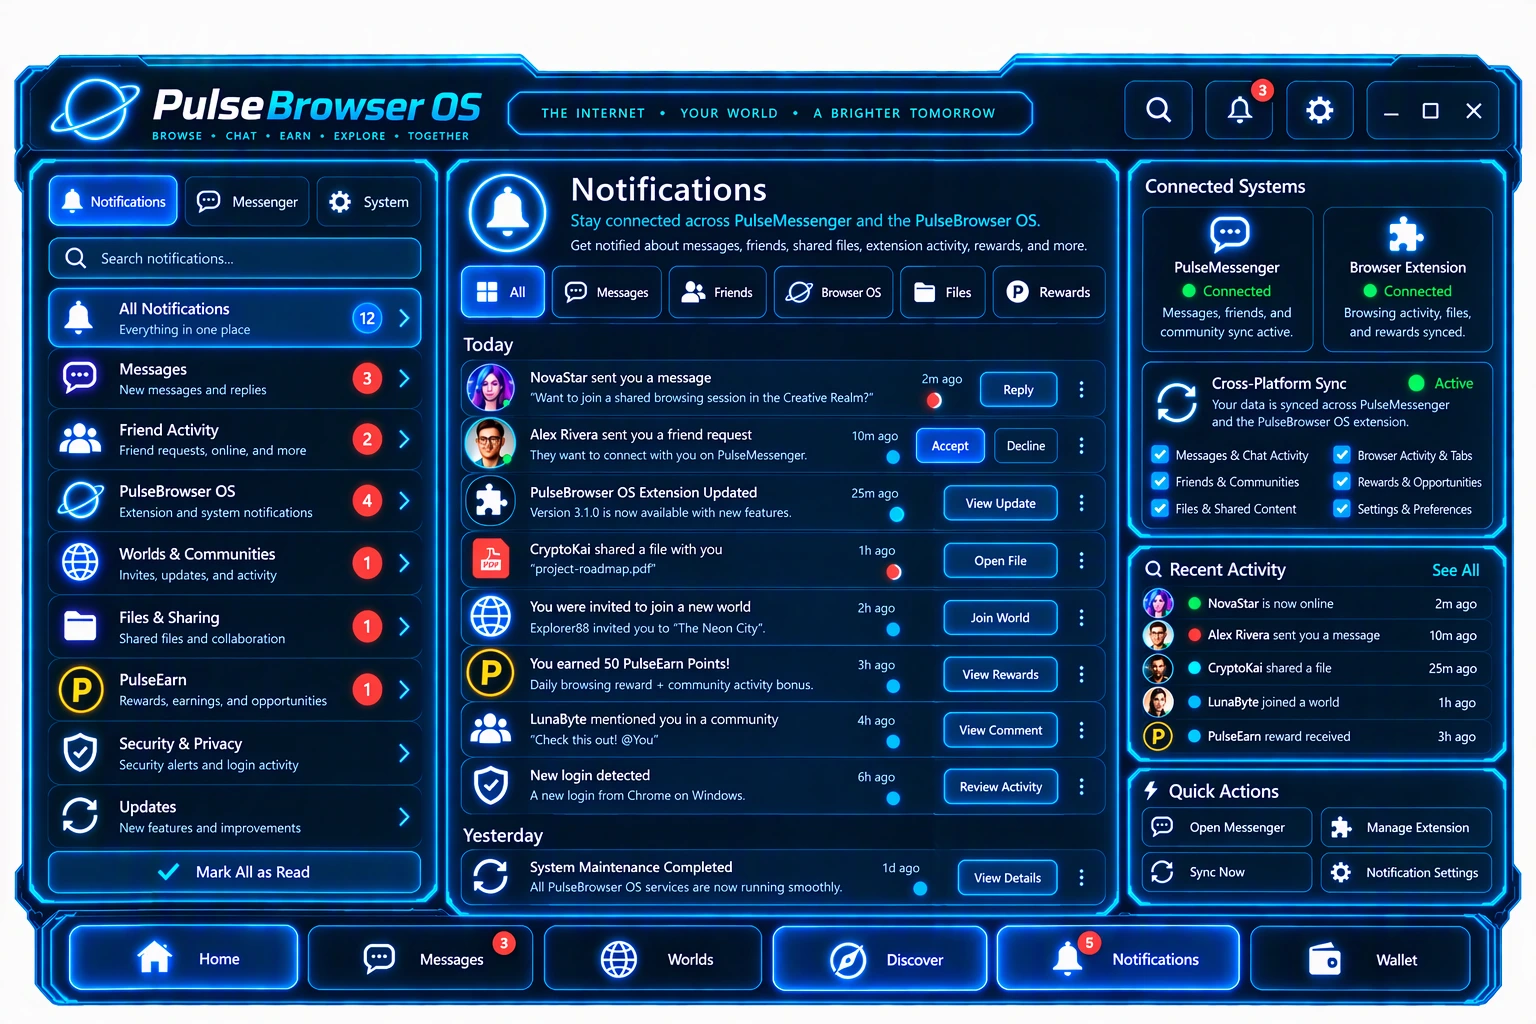 PulseBrowser OS
BROWSE • CHAT • EARN • EXPLORE • TOGETHER
THE INTERNET • YOUR WORLD • A BRIGHTER TOMORROW
3
Notifications
Messenger
System
Search notifications...
All Notifications
Everything in one place
12
Messages
New messages and replies
3
Friend Activity
Friend requests, online, and more
2
PulseBrowser OS
Extension and system notifications
4
Worlds & Communities
Invites, updates, and activity
1
Files & Sharing
Shared files and collaboration
1
P
PulseEarn
Rewards, earnings, and opportunities
1
Security & Privacy
Security alerts and login activity
Updates
New features and improvements
Mark All as Read
Notifications
Stay connected across PulseMessenger and the PulseBrowser OS.
Get notified about messages, friends, shared files, extension activity, rewards, and more.
All
Messages
Friends
Browser OS
Files
P Rewards
Today
NovaStar sent you a message
"Want to join a shared browsing session in the Creative Realm?"
2m ago
Reply
Alex Rivera sent you a friend request
They want to connect with you on PulseMessenger.
10m ago
Accept
Decline
PulseBrowser OS Extension Updated
Version 3.1.0 is now available with new features.
25m ago
View Update
PDF
CryptoKai shared a file with you
"project-roadmap.pdf"
1h ago
Open File
You were invited to join a new world
Explorer88 invited you to "The Neon City".
2h ago
Join World
P
You earned 50 PulseEarn Points!
Daily browsing reward + community activity bonus.
3h ago
View Rewards
LunaByte mentioned you in a community
"Check this out! @You"
4h ago
View Comment
New login detected
A new login from Chrome on Windows.
6h ago
Review Activity
Yesterday
System Maintenance Completed
All PulseBrowser OS services are now running smoothly.
1d ago
View Details
Connected Systems
PulseMessenger
Connected
Messages, friends, and
community sync active.
Browser Extension
Connected
Browsing activity, files,
and rewards synced.
Cross-Platform Sync
Active
Your data is synced across PulseMessenger
and the PulseBrowser OS extension.
Messages & Chat Activity
Browser Activity & Tabs
Friends & Communities
Rewards & Opportunities
Files & Shared Content
Settings & Preferences
Recent Activity
See All
NovaStar is now online
2m ago
Alex Rivera sent you a message
10m ago
CryptoKai shared a file
25m ago
LunaByte joined a world
1h ago
P
PulseEarn reward received
3h ago
Quick Actions
Open Messenger
Manage Extension
Sync Now
Notification Settings
Home
Messages
3
Worlds
Discover
5
Notifications
Wallet